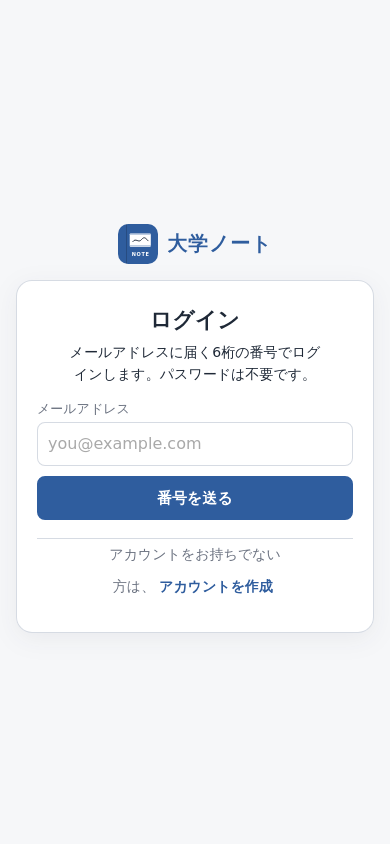 NOTE
大学ノート
ログイン
メールアドレスに届く6桁の番号でログ
インします。パスワードは不要です。
メールアドレス
you@example.com
番号を送る
アカウントをお持ちでない
方は、 アカウントを作成